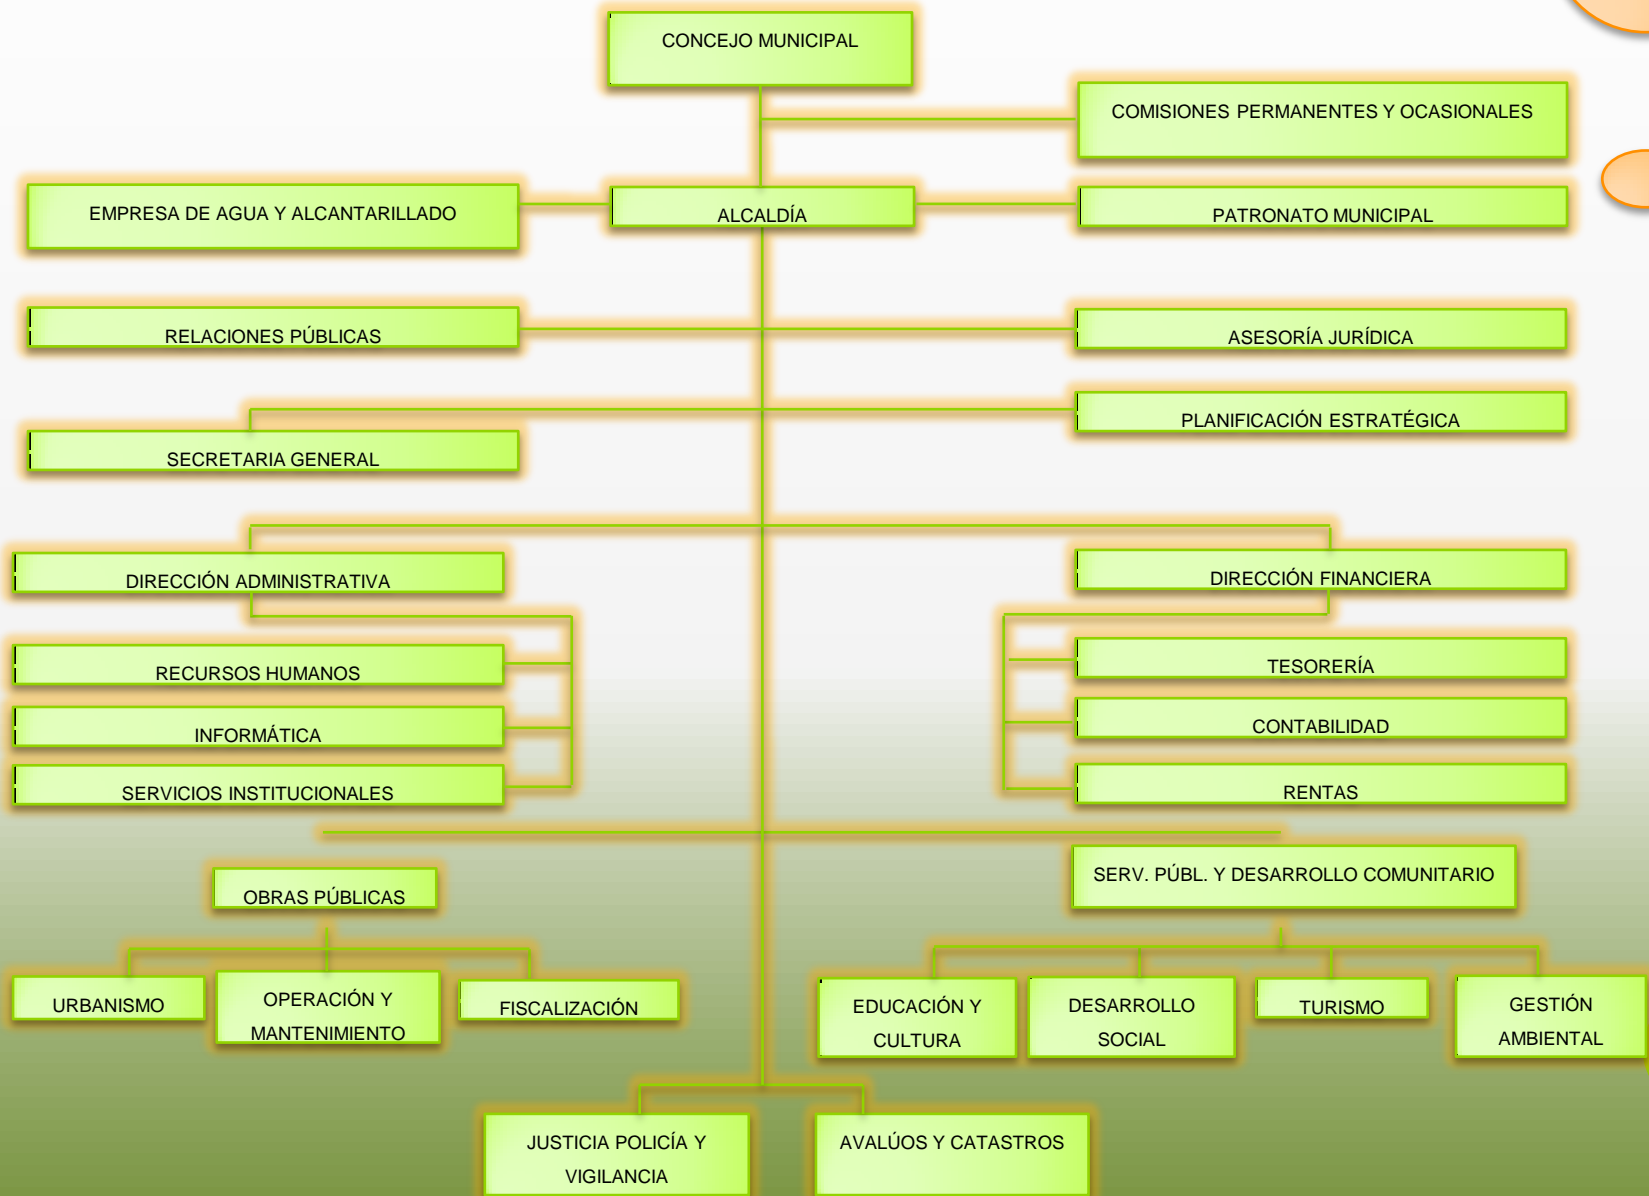 CONCEJO MUNICIPAL
COMISIONES PERMANENTES Y OCASIONALES
EMPRESA DE AGUA Y ALCANTARILLADO
ALCALDÍA
PATRONATO MUNICIPAL
RELACIONES PÚBLICAS
ASESORÍA JURÍDICA
PLANIFICACIÓN ESTRATÉGICA
SECRETARIA GENERAL
DIRECCIÓN ADMINISTRATIVA
DIRECCIÓN FINANCIERA
RECURSOS HUMANOS
TESORERÍA
INFORMÁTICA
CONTABILIDAD
SERVICIOS INSTITUCIONALES
RENTAS
OBRAS PÚBLICAS
SERV. PÚBL. Y DESARROLLO COMUNITARIO
URBANISMO
OPERACIÓN Y
MANTENIMIENTO
FISCALIZACIÓN
EDUCACIÓN Y
CULTURA
DESARROLLO
SOCIAL
TURISMO
GESTIÓN
AMBIENTAL
JUSTICIA POLICÍA Y
VIGILANCIA
AVALÚOS Y CATASTROS